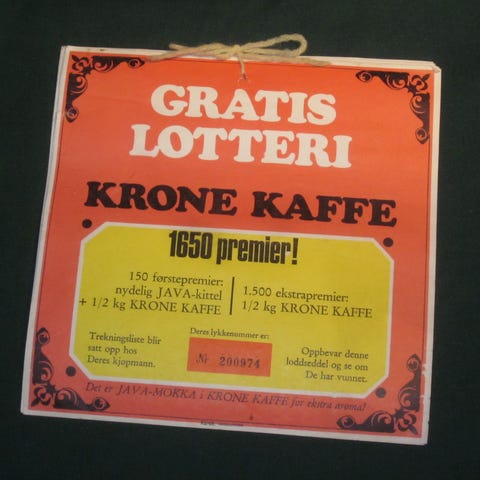 GRATIS
LOTTERI
KRONE KAFFE
1650 premier!
150 førstepremier:
nydelig JAVA-kittel
+ 1/2 kg KRONE KAFFE
1.500 ekstrapremier:
1/2 kg KRONE KAFFE
Trekningsliste blir
satt opp hos
Deres kjøpmann.
Deres lykkenummer er:
Nr 200974
Oppbevar denne
loddseddel og se om
De har vunnet.
Det er JAVA-MOKKA i KRONE KAFFE for ekstra aroma!